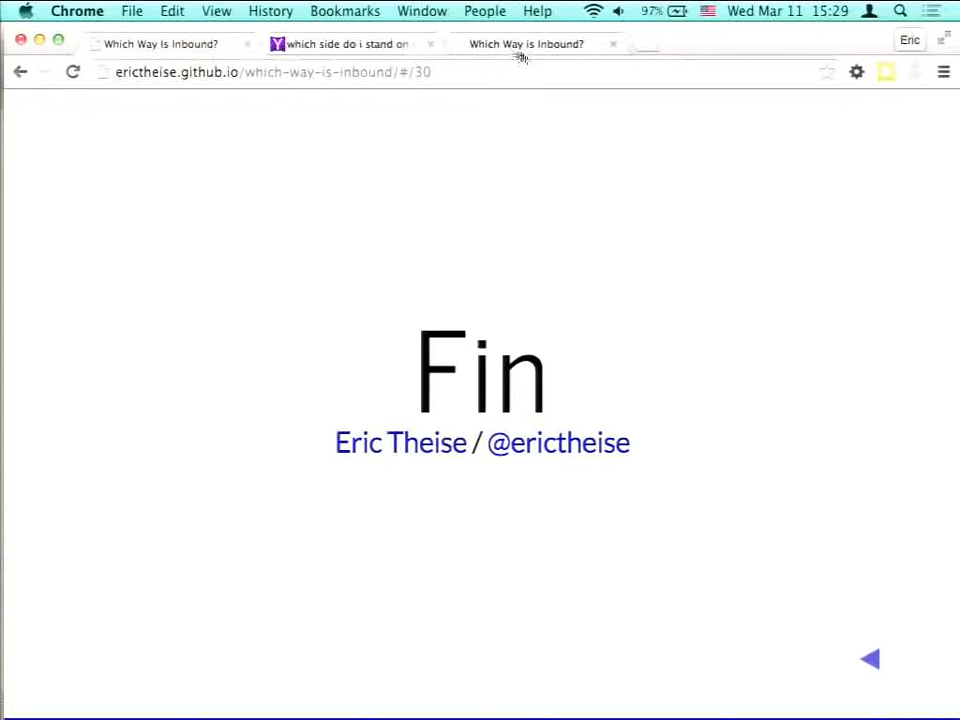 Chrome File Edit View History Bookmarks Window People Help 97% Wed Mar 11 15:29
Which Way Is Inbound? which side do i stand on Which Way is Inbound? Eric
erictheise.github.io/which-way-is-inbound/#/30
Fin
Eric Theise / @erictheise